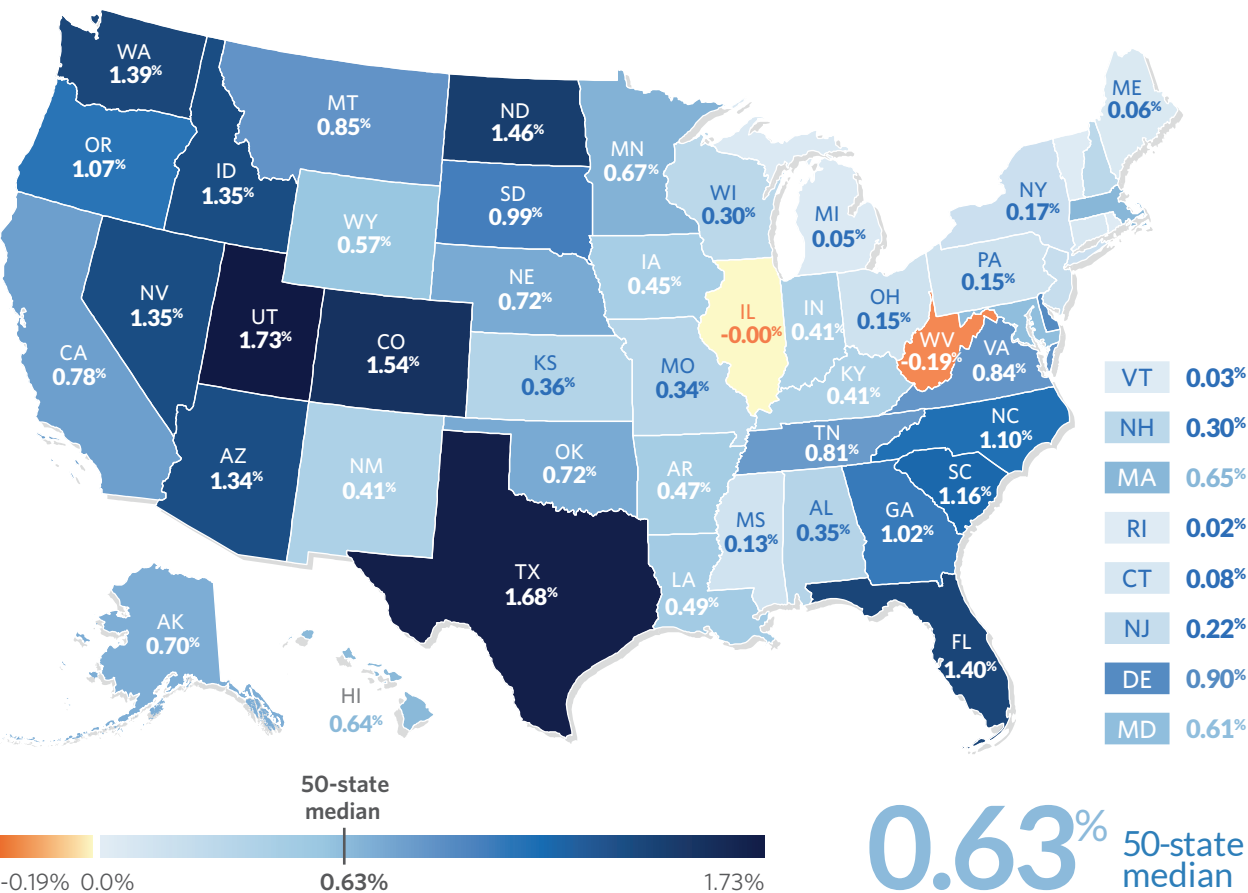 WA
1.39%
MT
0.85%
ND
1.46%
MN
0.67%
ME
0.06%
OR
1.07%
ID
1.35%
SD
0.99%
WI
0.30%
MI
0.05%
NY
0.17%
WY
0.57%
IA
0.45%
PA
0.15%
NE
0.72%
NV
1.35%
UT
1.73%
CO
1.54%
IL
-0.00%
IN
0.41%
OH
0.15%
WV
-0.19%
VA
0.84%
CA
0.78%
KS
0.36%
MO
0.34%
KY
0.41%
NC
1.10%
TN
0.81%
AZ
1.34%
NM
0.41%
OK
0.72%
AR
0.47%
SC
1.16%
MS
0.13%
AL
0.35%
GA
1.02%
TX
1.68%
LA
0.49%
FL
1.40%
AK
0.70%
HI
0.64%
VT 0.03%
NH 0.30%
MA 0.65%
RI 0.02%
CT 0.08%
NJ 0.22%
DE 0.90%
MD 0.61%
50-state
median
-0.19% 0.0% 0.63% 1.73%
0.63% 50-state
median